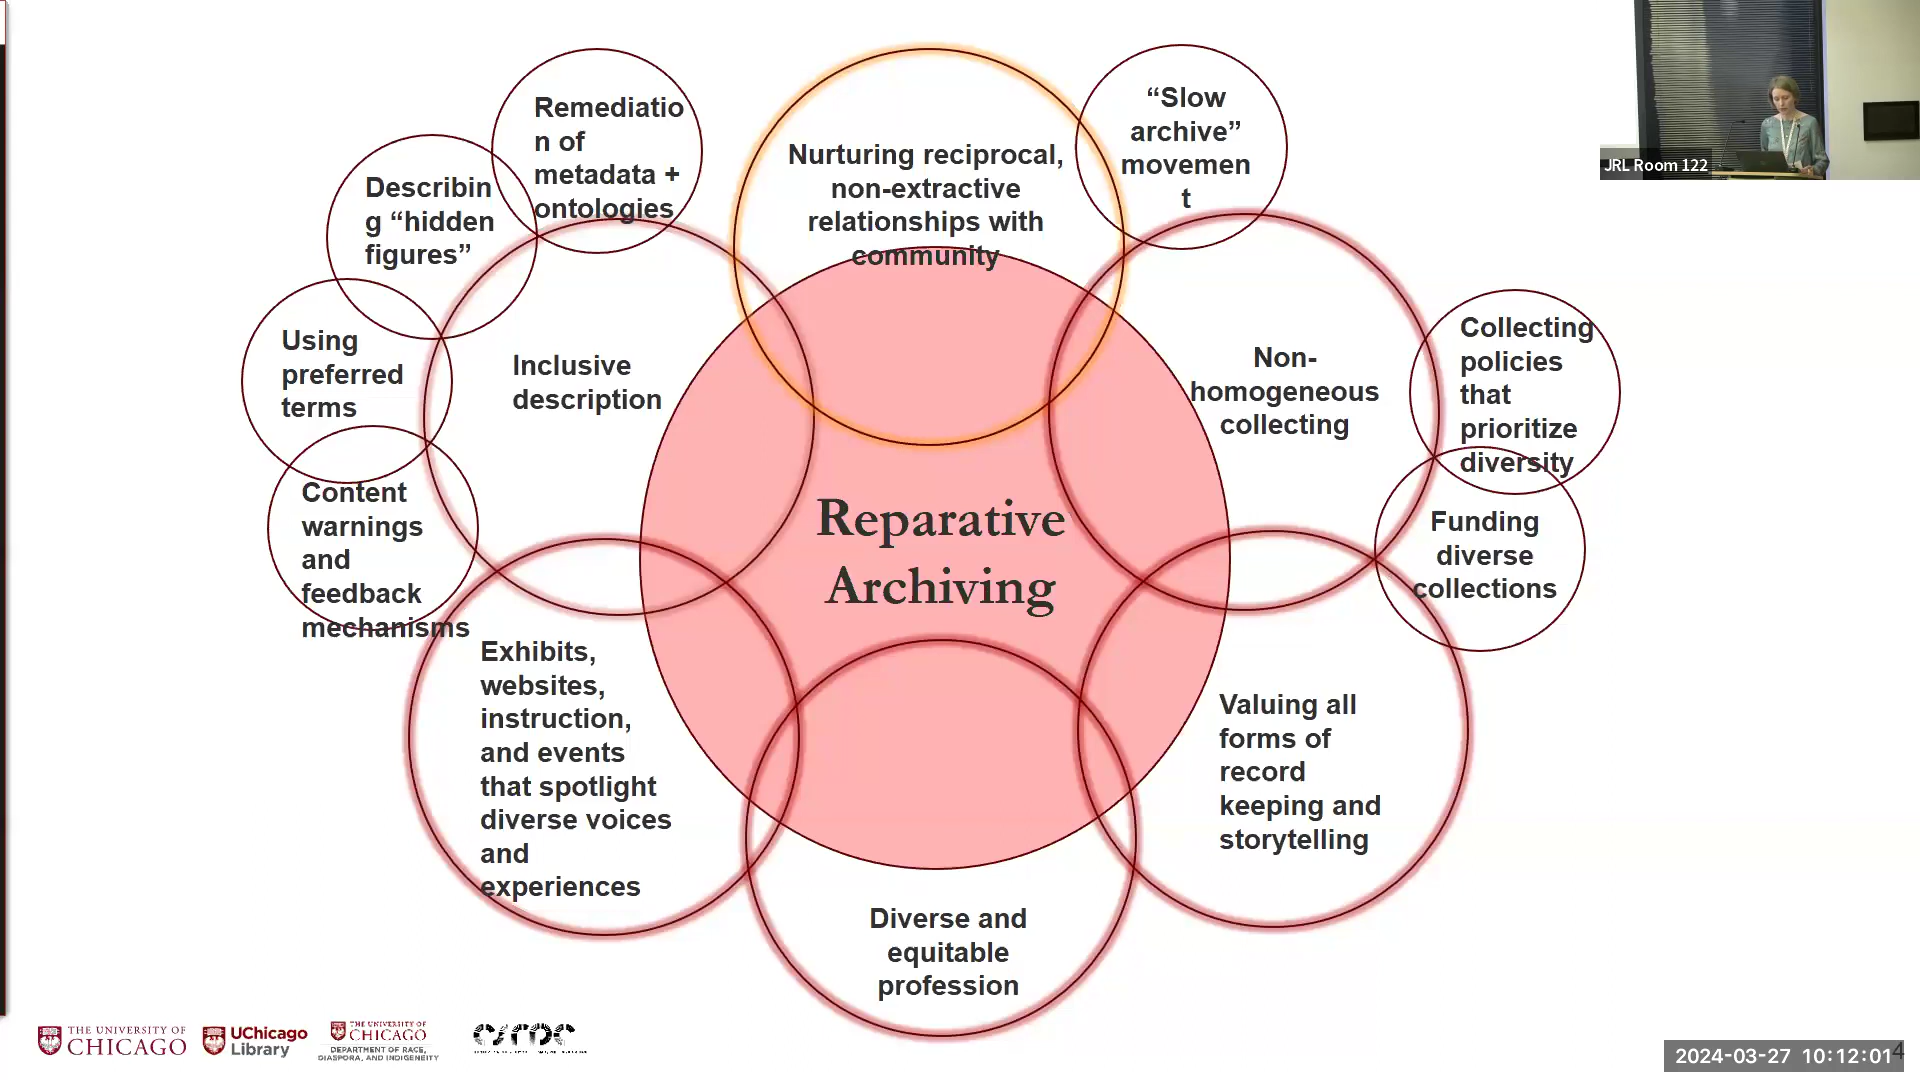 Remediatio
n of
metadata +
ontologies
Describin
g “hidden
figures”
Using
preferred
terms
Content
warnings
and
feedback
mechanisms
Inclusive
description
Nurturing reciprocal,
non-extractive
relationships with
community
“Slow
archive”
movemen
t
Non-
homogeneous
collecting
Collecting
policies
that
prioritize
diversity
Funding
diverse
collections
Reparative
Archiving
Exhibits,
websites,
instruction,
and events
that spotlight
diverse voices
and
experiences
Valuing all
forms of
record
keeping and
storytelling
Diverse and
equitable
profession
JRL Room 122
THE UNIVERSITY OF
CHICAGO
UChicago
Library
THE UNIVERSITY OF
CHICAGO
DEPARTMENT OF RACE,
DIASPORA, AND INDIGENEITY
2024-03-27 10:12:01
4